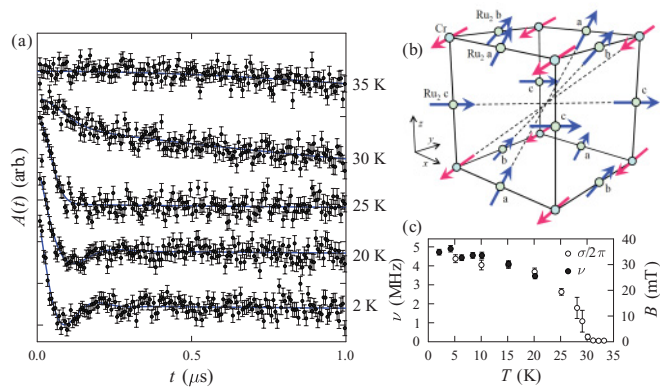 (a)
A(t) (arb.)
35 K
30 K
25 K
20 K
2 K
0.0 0.5 1.0
t (μs)
(b)
Cr
Ru₂ b
Ru₂ a
a
b
c
Ru₂ c
c
c
b
a
a
b
z
y
x
(c)
ν (MHz)
5
4
3
2
1
0
σ/2π
ν
40
30
20
10
0
B (mT)
0 5 10 15 20 25 30 35 40
T (K)